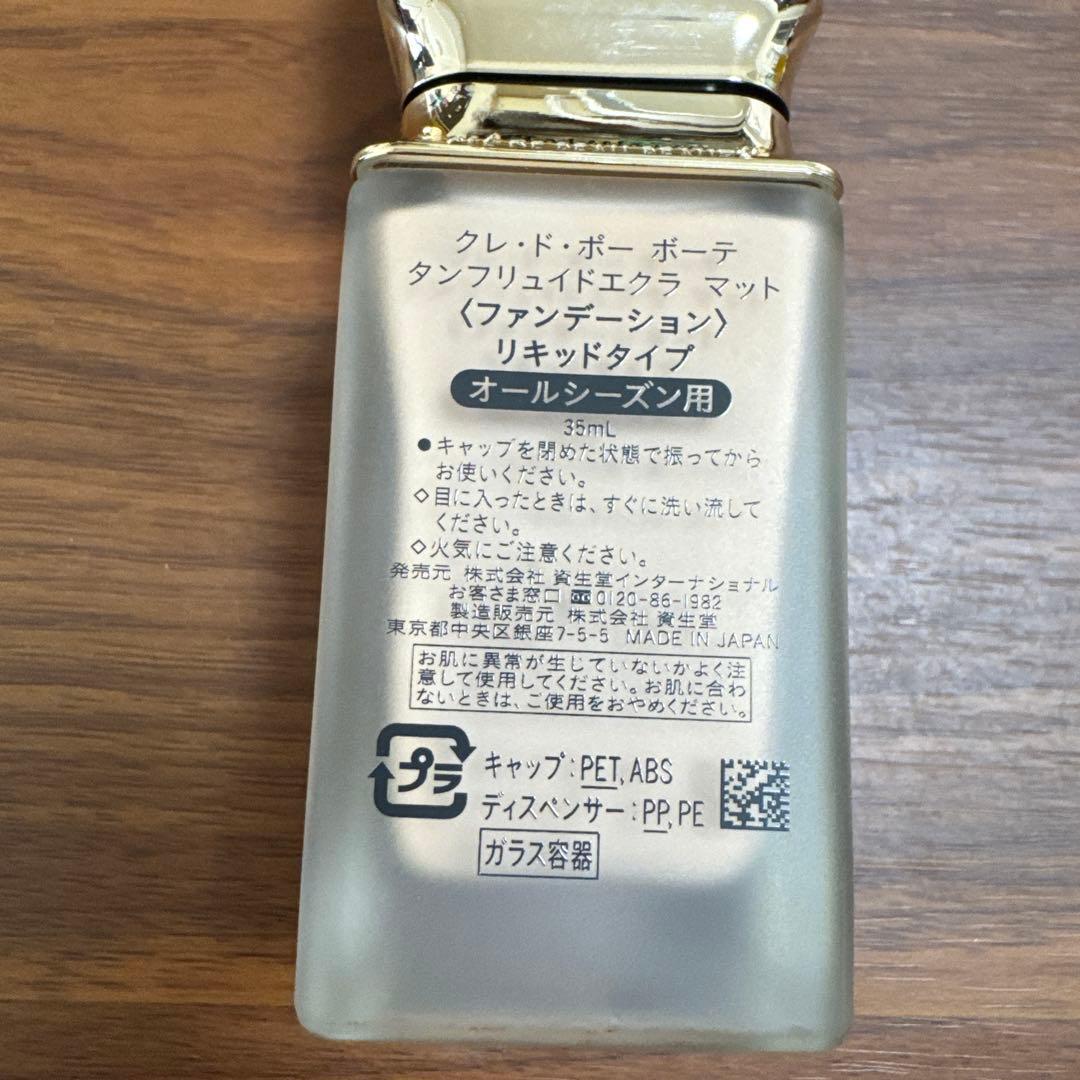 クレ・ド・ポー ボーテ
タンフリュイドエクラ マット
〈ファンデーション〉
リキッドタイプ
オールシーズン用
35mL
●キャップを閉めた状態で振ってから
お使いください。
◇目に入ったときは、すぐに洗い流して
ください。
◇火気にご注意ください。
発売元 株式会社 資生堂インターナショナル
お客さま窓口 ☎ 0120-86-1982
製造販売元 株式会社 資生堂
東京都中央区銀座7-5-5 MADE IN JAPAN
お肌に異常が生じていないかよく注
意して使用してください。お肌に合わ
ないときは、ご使用をおやめください。
プラ
キャップ:PET,ABS
ディスペンサー:PP,PE
ガラス容器